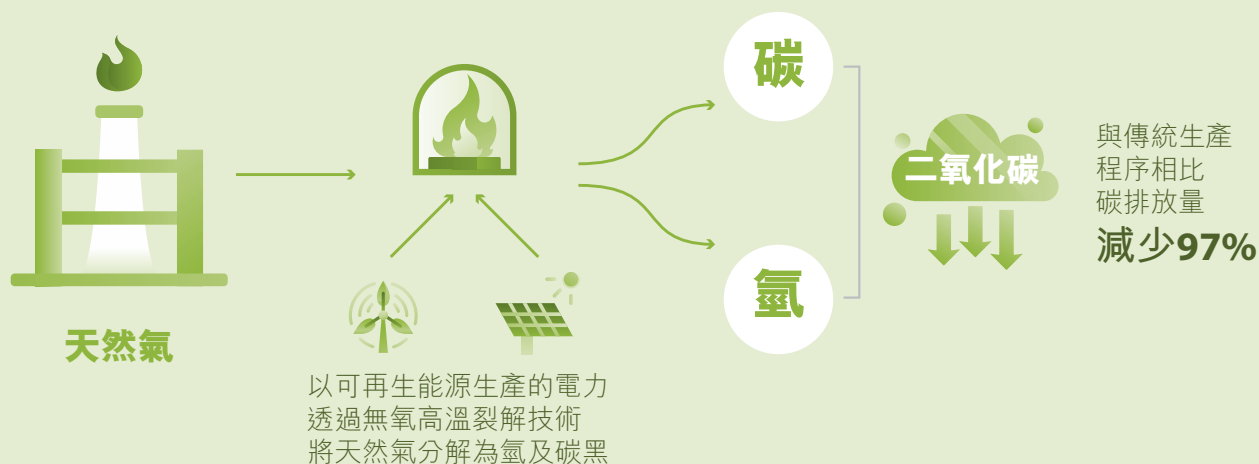 天然氣
以可再生能源生產的電力
透過無氧高溫裂解技術
將天然氣分解為氫及碳黑
碳
氫
二氧化碳
與傳統生產
程序相比
碳排放量
減少97%